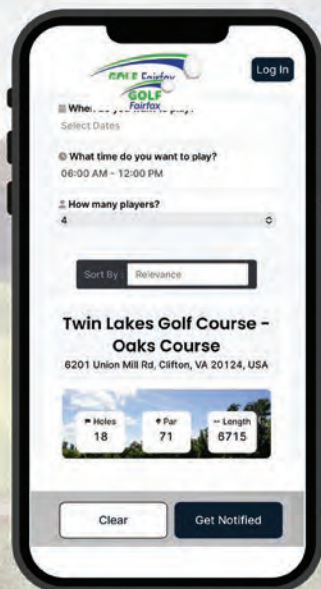 GOLF Fairfax
Log In
GOLF
Fairfax
Select Dates
What time do you want to play?
06:00 AM - 12:00 PM
How many players?
4
Sort By :
Relevance
Twin Lakes Golf Course -
Oaks Course
6201 Union Mill Rd, Clifton, VA 20124, USA
Holes
Par
Length
18
71
6715
Clear
Get Notified